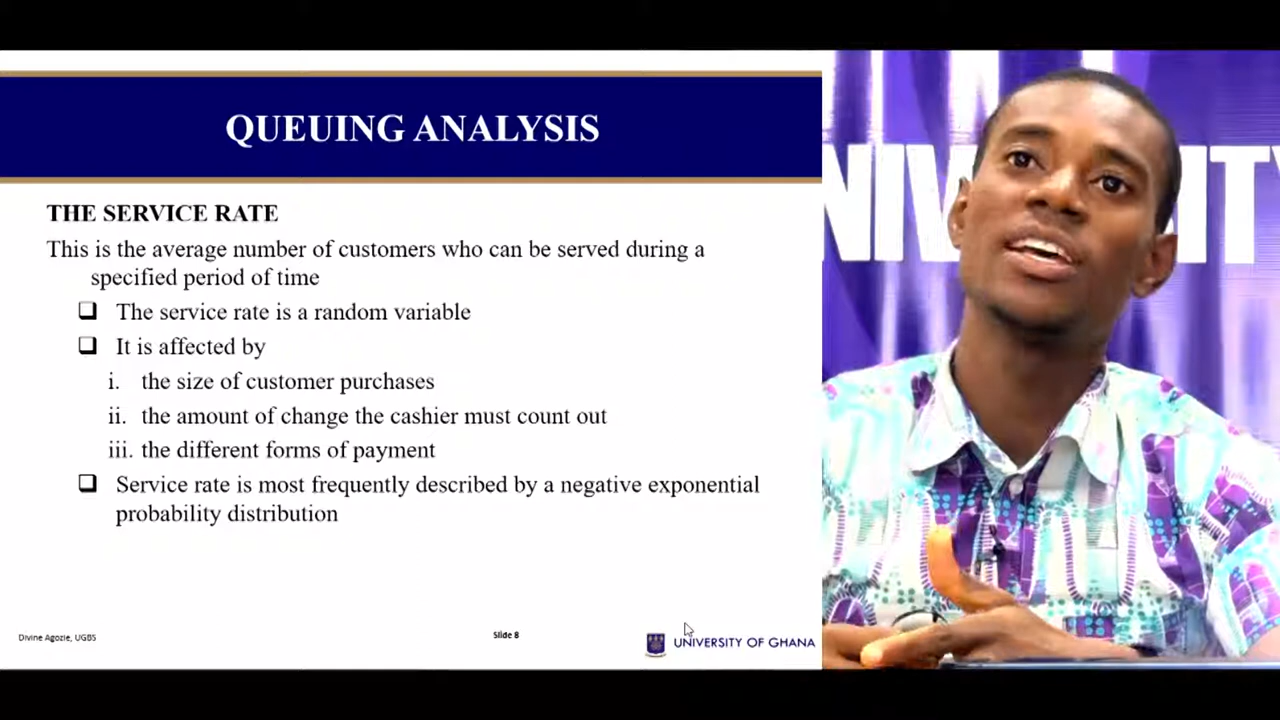 QUEUING ANALYSIS
THE SERVICE RATE
This is the average number of customers who can be served during a
specified period of time
❑ The service rate is a random variable
❑ It is affected by
i. the size of customer purchases
ii. the amount of change the cashier must count out
iii. the different forms of payment
❑ Service rate is most frequently described by a negative exponential
probability distribution
Divine Agozie, UGBS
Slide 8
UNIVERSITY OF GHANA